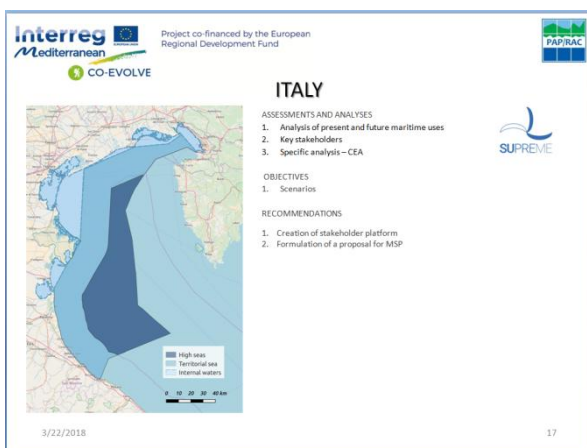 Interreg
Mediterranean
EUROPEAN UNION
CO-EVOLVE
Project co-financed by the European
Regional Development Fund
PAP/RAC
ITALY
ASSESSMENTS AND ANALYSES
1. Analysis of present and future maritime uses
2. Key stakeholders
3. Specific analysis – CEA
OBJECTIVES
1. Scenarios
RECOMMENDATIONS
1. Creation of stakeholder platform
2. Formulation of a proposal for MSP
SUPREME
High seas
Territorial sea
Internal waters
0 10 20 30 40 km
3/22/2018
17